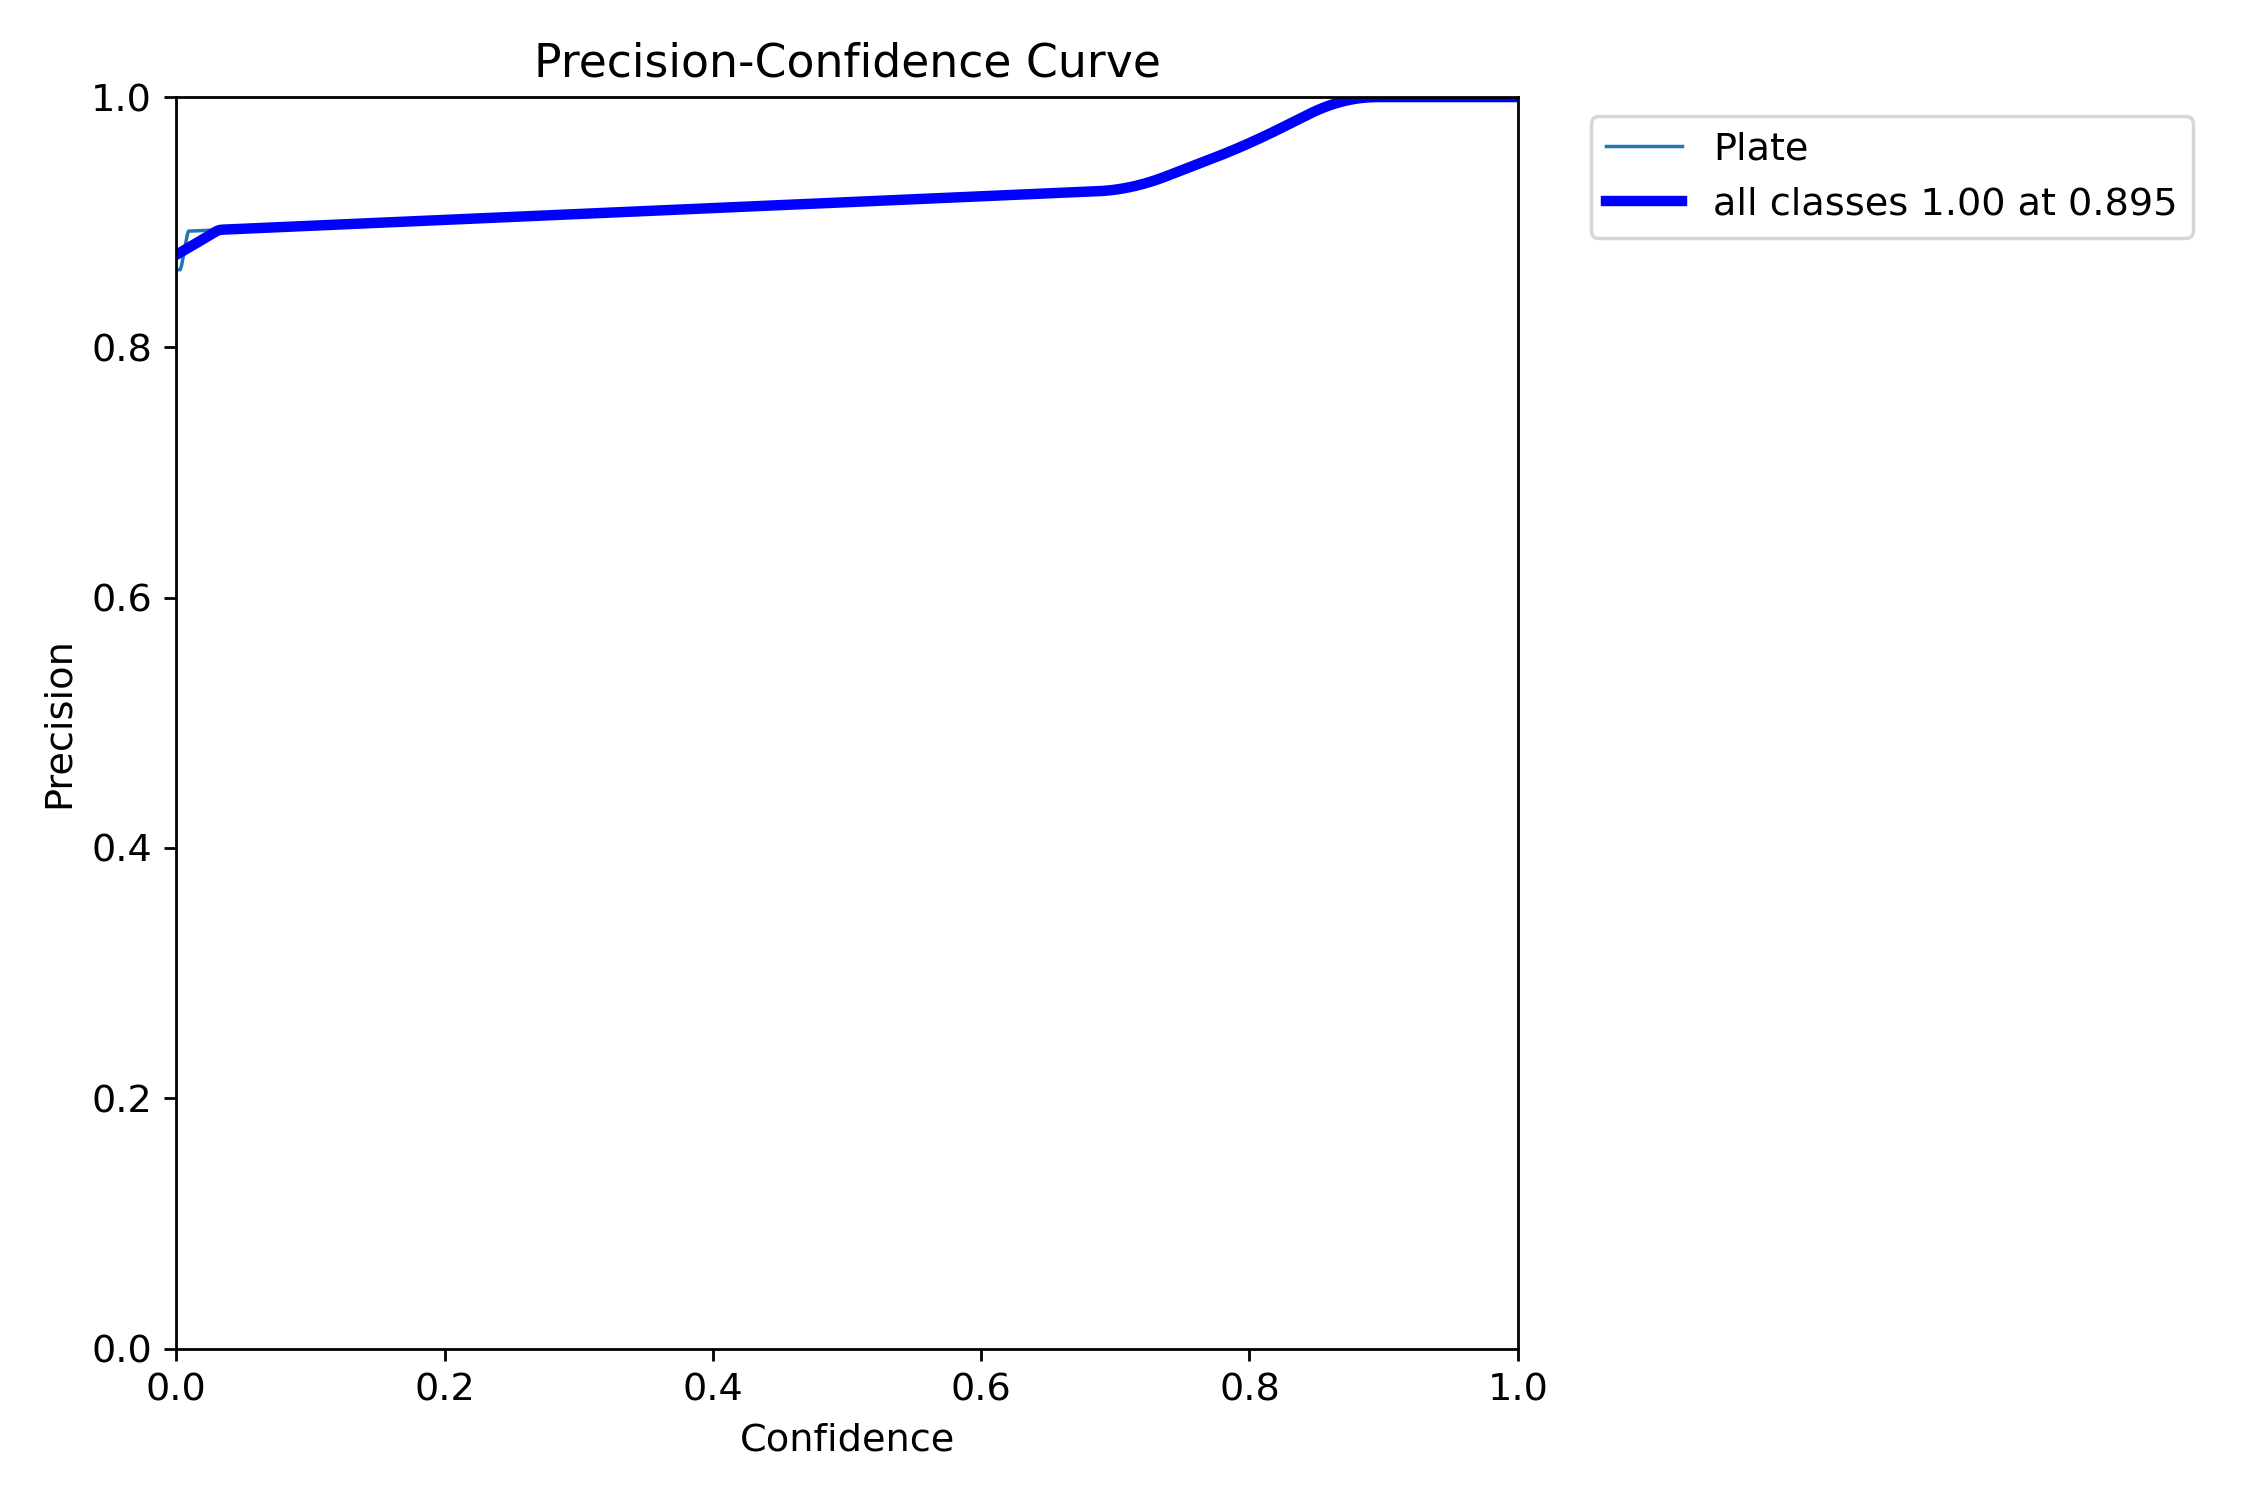 Precision-Confidence Curve
Plate
all classes 1.00 at 0.895
1.0
0.8
0.6
0.4
0.2
0.0
Precision
0.0 0.2 0.4 0.6 0.8 1.0
Confidence